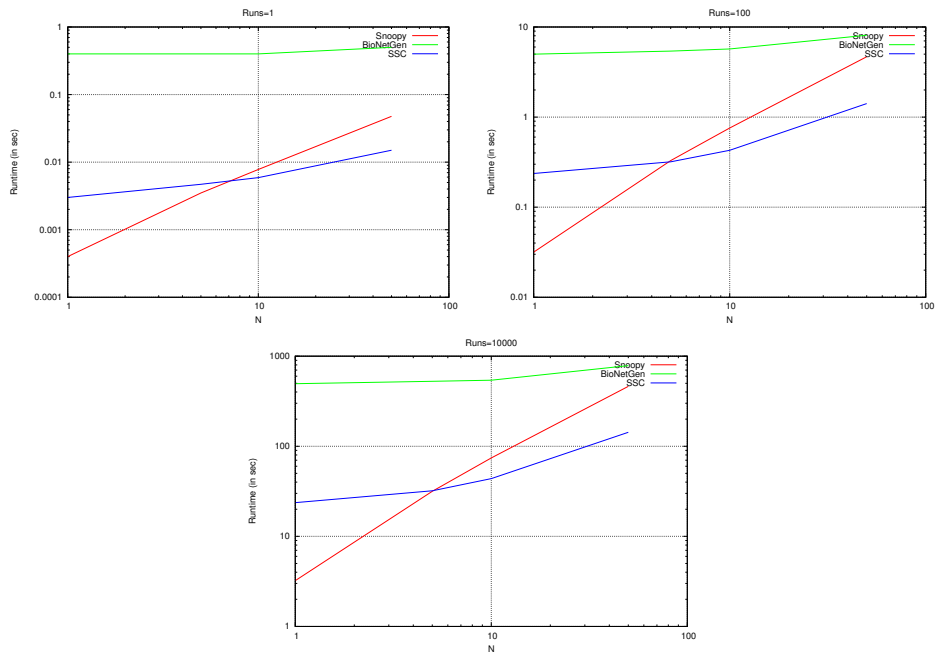 Runs=1
1
0.1
0.01
0.001
0.0001
Runtime (in sec)
Snoopy
BioNetGen
SSC
1
10
100
N
Runs=100
10
1
0.1
0.01
Runtime (in sec)
Snoopy
BioNetGen
SSC
1
10
100
N
Runs=10000
1000
100
10
1
Runtime (in sec)
Snoopy
BioNetGen
SSC
1
10
100
N